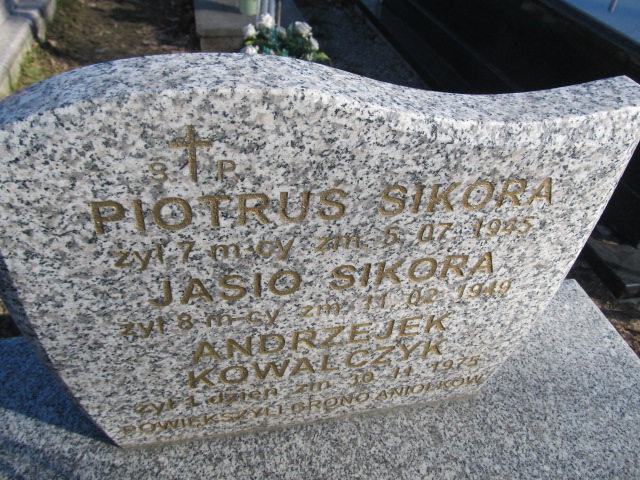 Ś. P.
PIOTRUŚ SIKORA
żył 7 m-cy zm. 5.07.1945
JASIO SIKORA
żył 8 m-cy zm. 11.02.1949
ANDRZEJEK
KOWALCZYK
żył 1 dzień zm. 30.11.1975
POWIĘKSZYLI GRONO ANIOŁKÓW